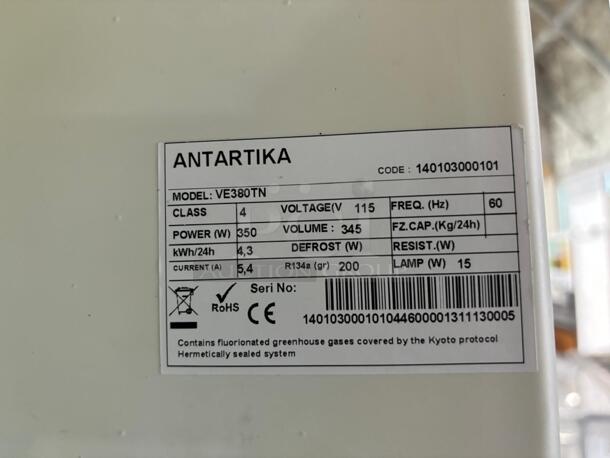 ANTARTIKA
CODE : 140103000101
MODEL: VE380TN
CLASS 4 VOLTAGE(V 115 FREQ. (Hz) 60
POWER (W) 350 VOLUME : 345 FZ.CAP.(Kg/24h)
kWh/24h 4,3 DEFROST (W) RESIST.(W)
CURRENT (A) 5,4 R134a (gr) 200 LAMP (W) 15
Seri No:
RoHS CE
140103000101044600001311130005
Contains fluorionated greenhouse gases covered by the Kyoto protocol
Hermetically sealed system